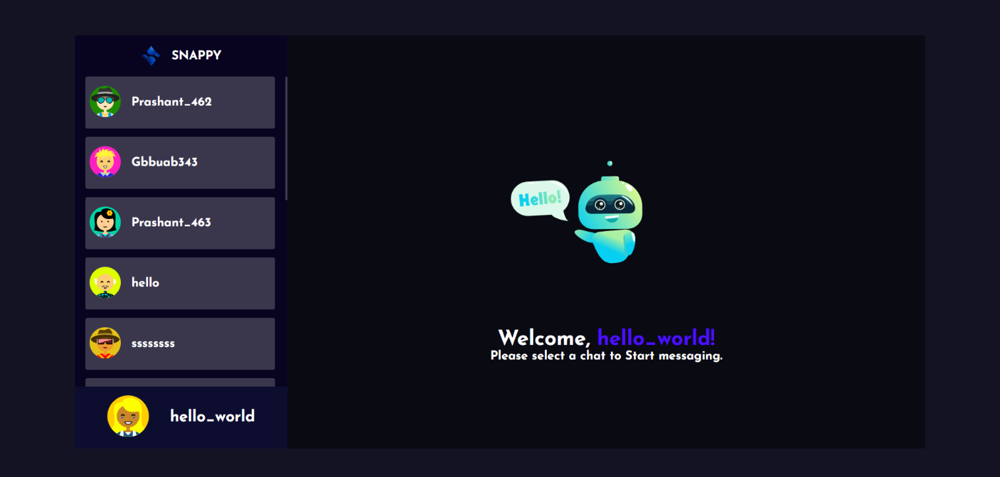 SNAPPY
Prashant_462
Gbbuab343
Prashant_463
hello
ssssssss
hello_world
Hello!
Welcome, hello_world!
Please select a chat to Start messaging.